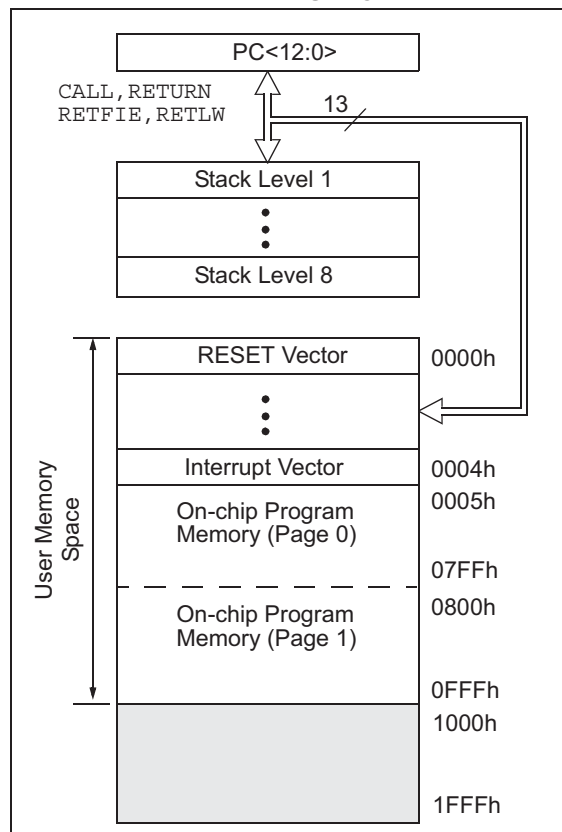 PC<12:0>
CALL,RETURN
RETFIE,RETLW
13
Stack Level 1
Stack Level 8
RESET Vector
0000h
Interrupt Vector
0004h
0005h
On-chip Program
Memory (Page 0)
07FFh
0800h
On-chip Program
Memory (Page 1)
0FFFh
1000h
1FFFh
User Memory
Space